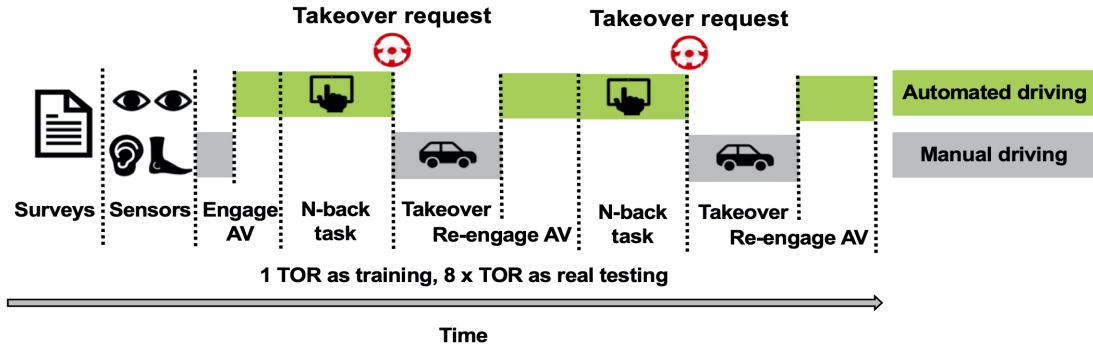 Takeover request
Takeover request
Automated driving
Manual driving
Surveys
Sensors
Engage
AV
N-back
task
Takeover
Re-engage AV
N-back
task
Takeover
Re-engage AV
1 TOR as training, 8 x TOR as real testing
Time